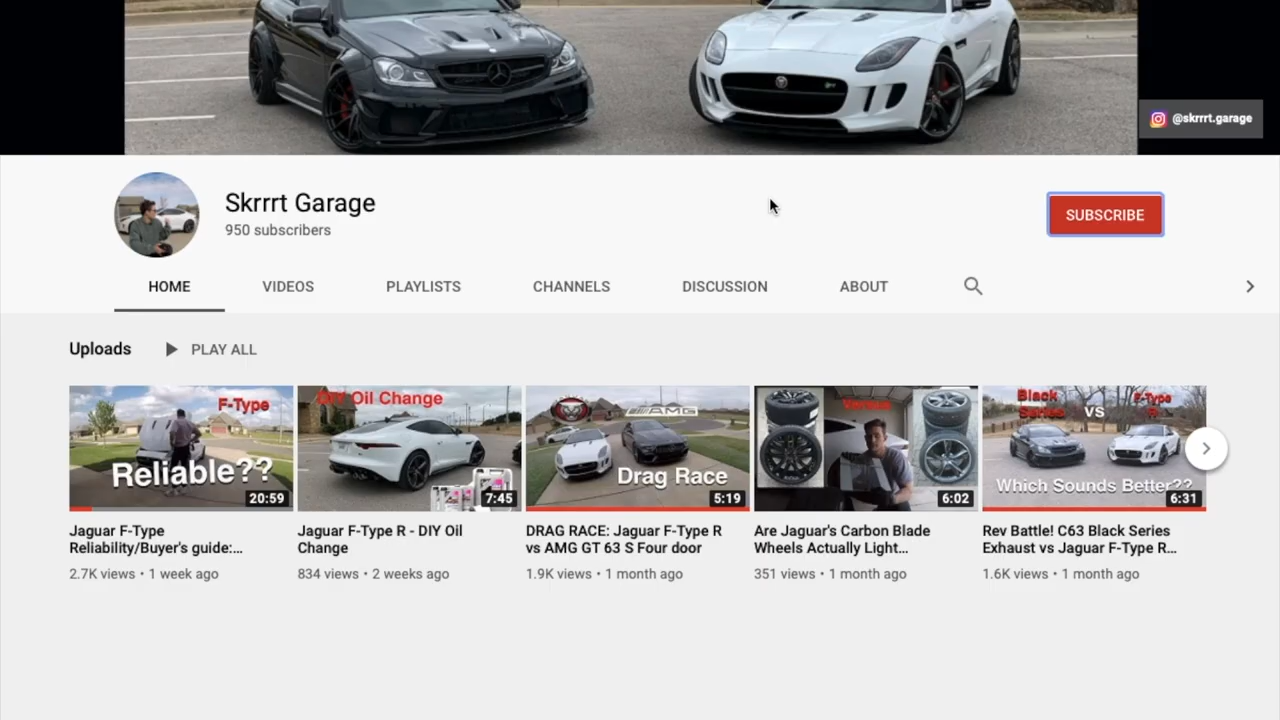 @skrrrt.garage
Skrrrt Garage
950 subscribers
SUBSCRIBE
HOME
VIDEOS
PLAYLISTS
CHANNELS
DISCUSSION
ABOUT
Uploads
PLAY ALL
F-Type
Reliable??
20:59
Jaguar F-Type
Reliability/Buyer's guide:...
2.7K views • 1 week ago
DIY Oil Change
7:45
Jaguar F-Type R - DIY Oil
Change
834 views • 2 weeks ago
AMG
Drag Race
5:19
DRAG RACE: Jaguar F-Type R
vs AMG GT 63 S Four door
1.9K views • 1 month ago
Versus
6:02
Are Jaguar's Carbon Blade
Wheels Actually Light...
351 views • 1 month ago
Black
Series
VS
F-Type
R
Which Sounds Better??
6:31
Rev Battle! C63 Black Series
Exhaust vs Jaguar F-Type R...
1.6K views • 1 month ago